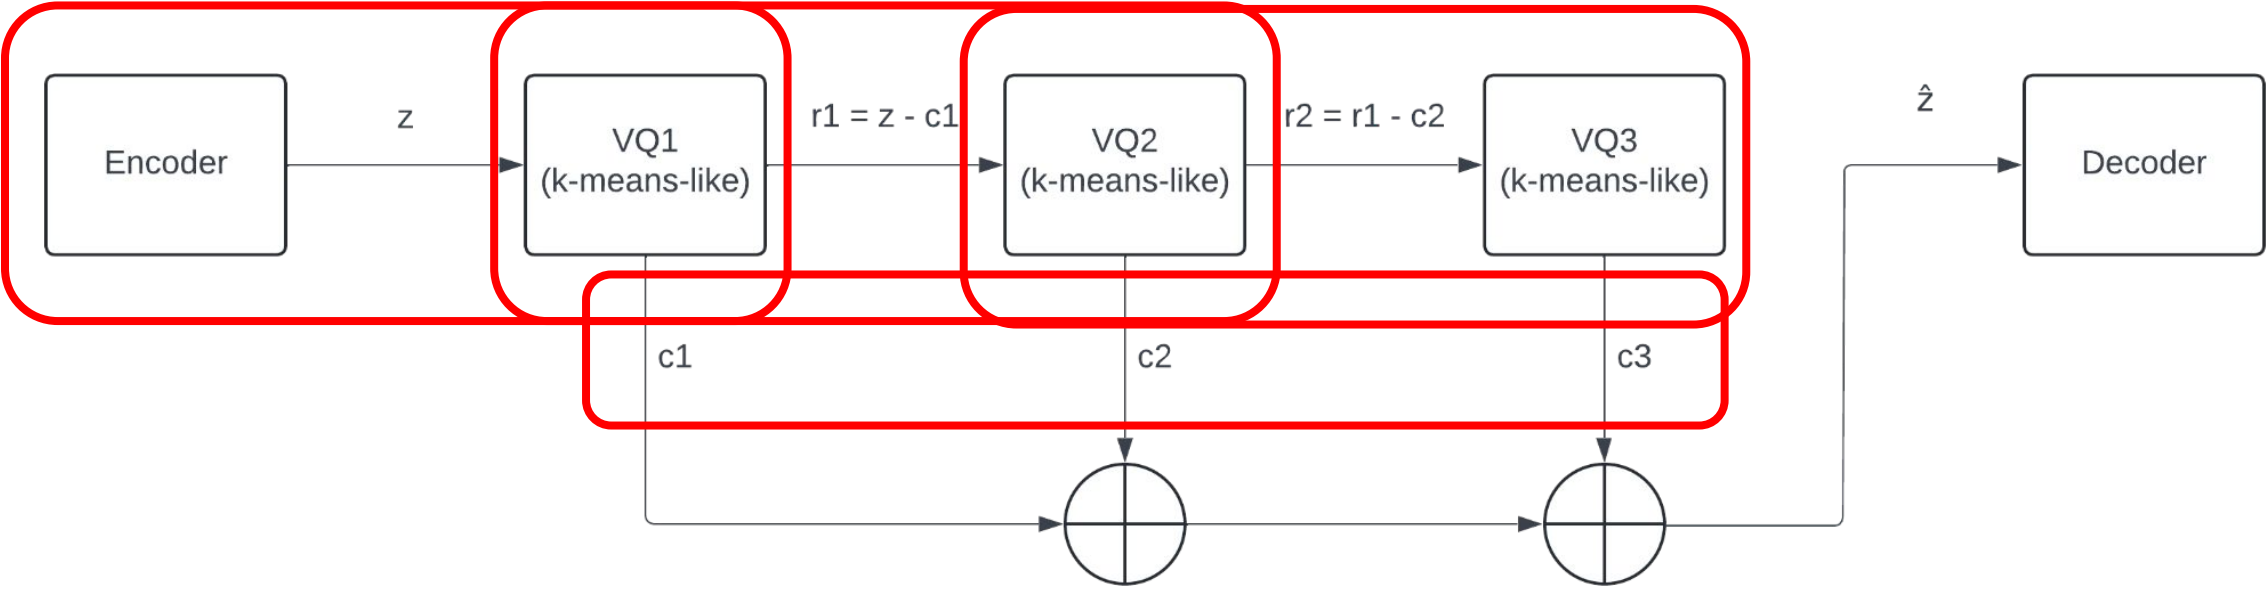 Encoder
z
VQ1
(k-means-like)
r1 = z - c1
VQ2
(k-means-like)
r2 = r1 - c2
VQ3
(k-means-like)
ẑ
Decoder
c1
c2
c3